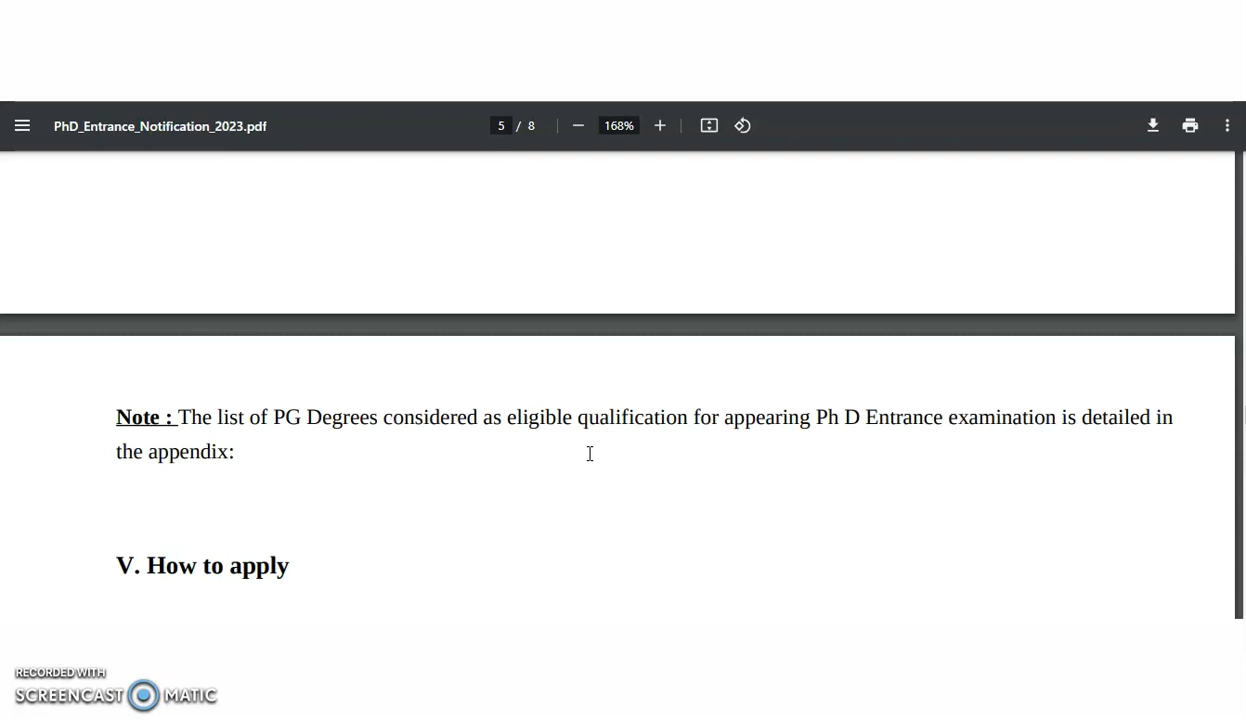 PhD_Entrance_Notification_2023.pdf 5 / 8 168%
Note : The list of PG Degrees considered as eligible qualification for appearing Ph D Entrance examination is detailed in
the appendix:
V. How to apply
RECORDED WITH
SCREENCAST MATIC